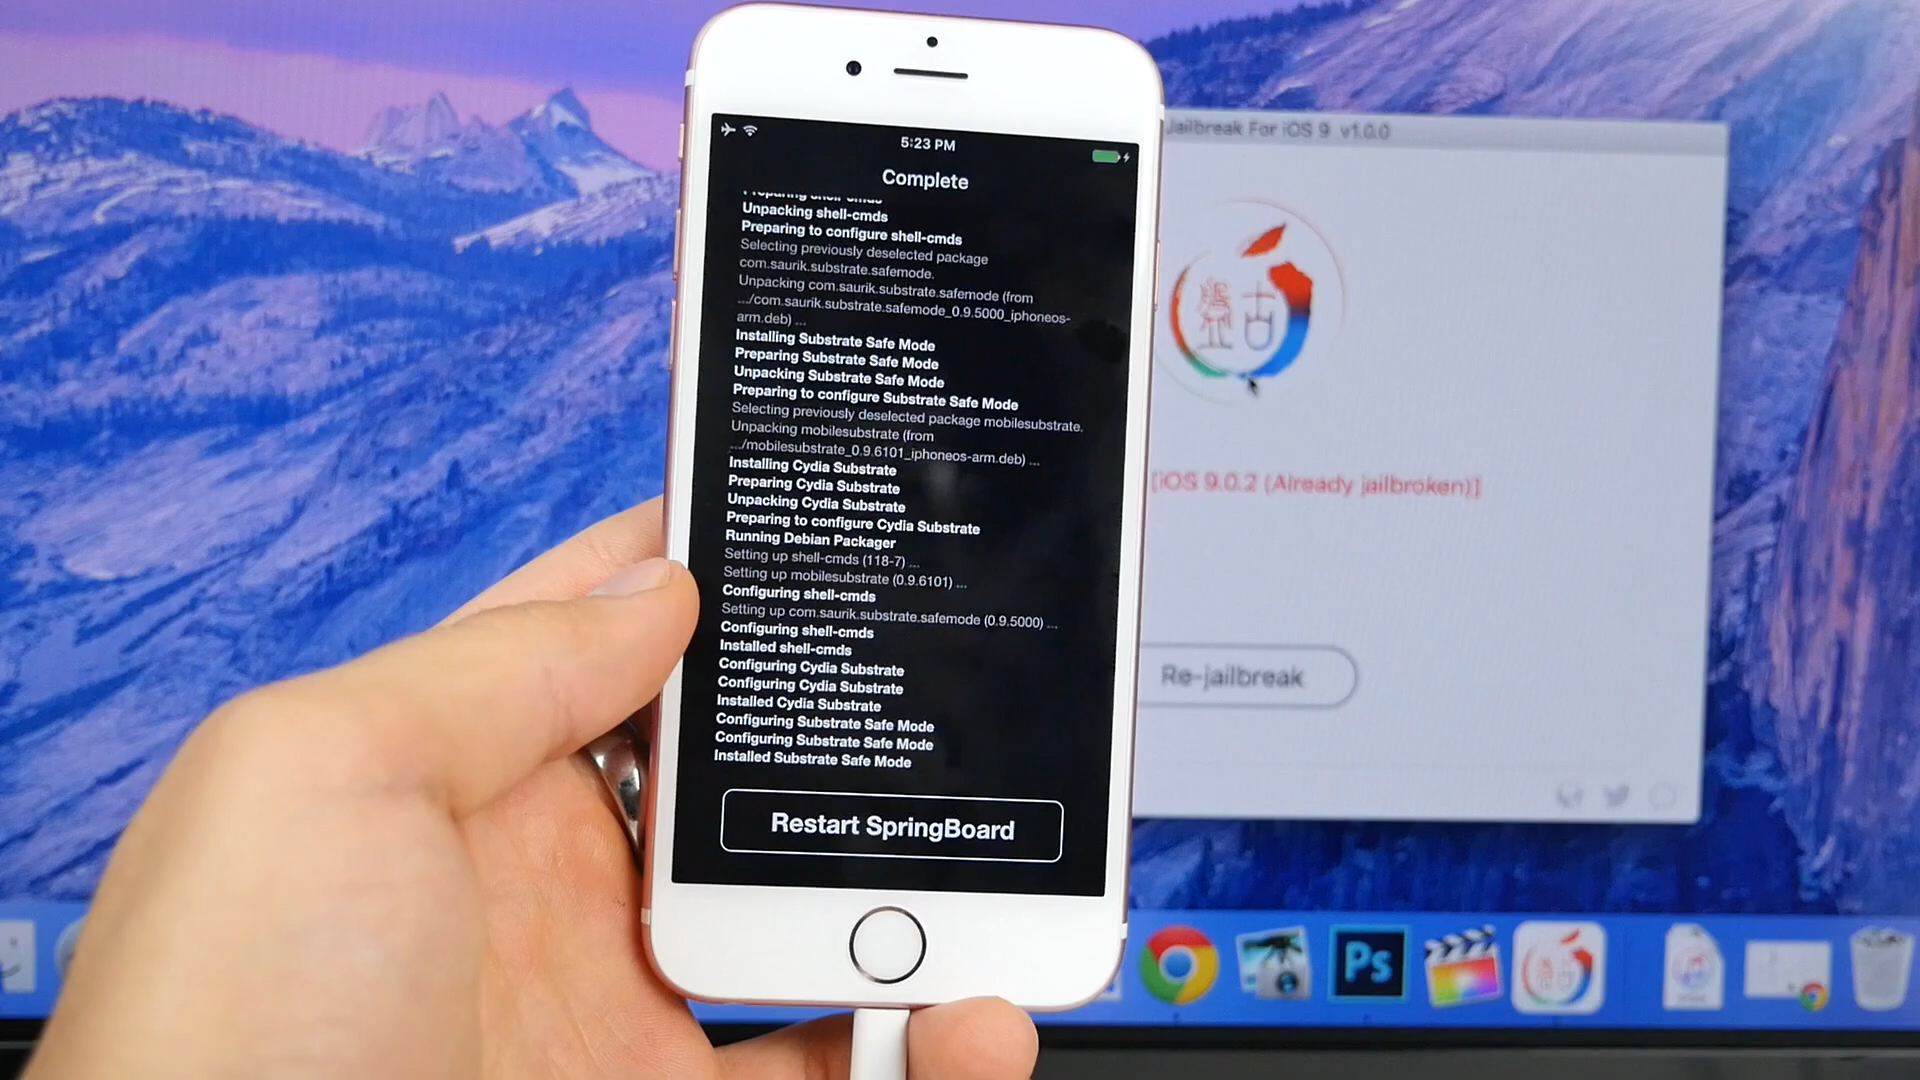 5:23 PM
Complete
Preparing shell-cmds
Unpacking shell-cmds
Preparing to configure shell-cmds
Selecting previously deselected package
com.saurik.substrate.safemode.
Unpacking com.saurik.substrate.safemode (from
.../com.saurik.substrate.safemode_0.9.5000_iphoneos-
arm.deb) ...
Installing Substrate Safe Mode
Preparing Substrate Safe Mode
Unpacking Substrate Safe Mode
Preparing to configure Substrate Safe Mode
Selecting previously deselected package mobilesubstrate.
Unpacking mobilesubstrate (from
.../mobilesubstrate_0.9.6101_iphoneos-arm.deb) ...
Installing Cydia Substrate
Preparing Cydia Substrate
Unpacking Cydia Substrate
Preparing to configure Cydia Substrate
Running Debian Packager
Setting up shell-cmds (118-7) ...
Setting up mobilesubstrate (0.9.6101) ...
Configuring shell-cmds
Setting up com.saurik.substrate.safemode (0.9.5000) ...
Configuring shell-cmds
Installed shell-cmds
Configuring Cydia Substrate
Configuring Cydia Substrate
Installed Cydia Substrate
Configuring Substrate Safe Mode
Configuring Substrate Safe Mode
Installed Substrate Safe Mode
Restart SpringBoard
Jailbreak For iOS 9 v1.0.0
[iOS 9.0.2 (Already jailbroken)]
Re-jailbreak
Ps